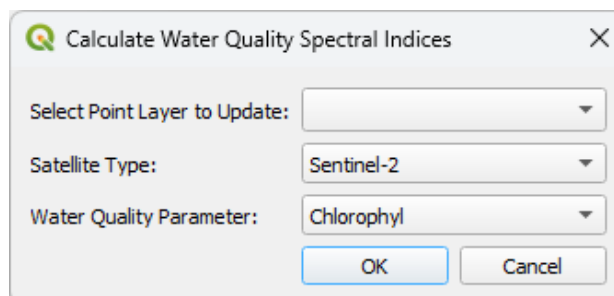 Calculate Water Quality Spectral Indices
Select Point Layer to Update:
Satellite Type: Sentinel-2
Water Quality Parameter: Chlorophyl
OK Cancel